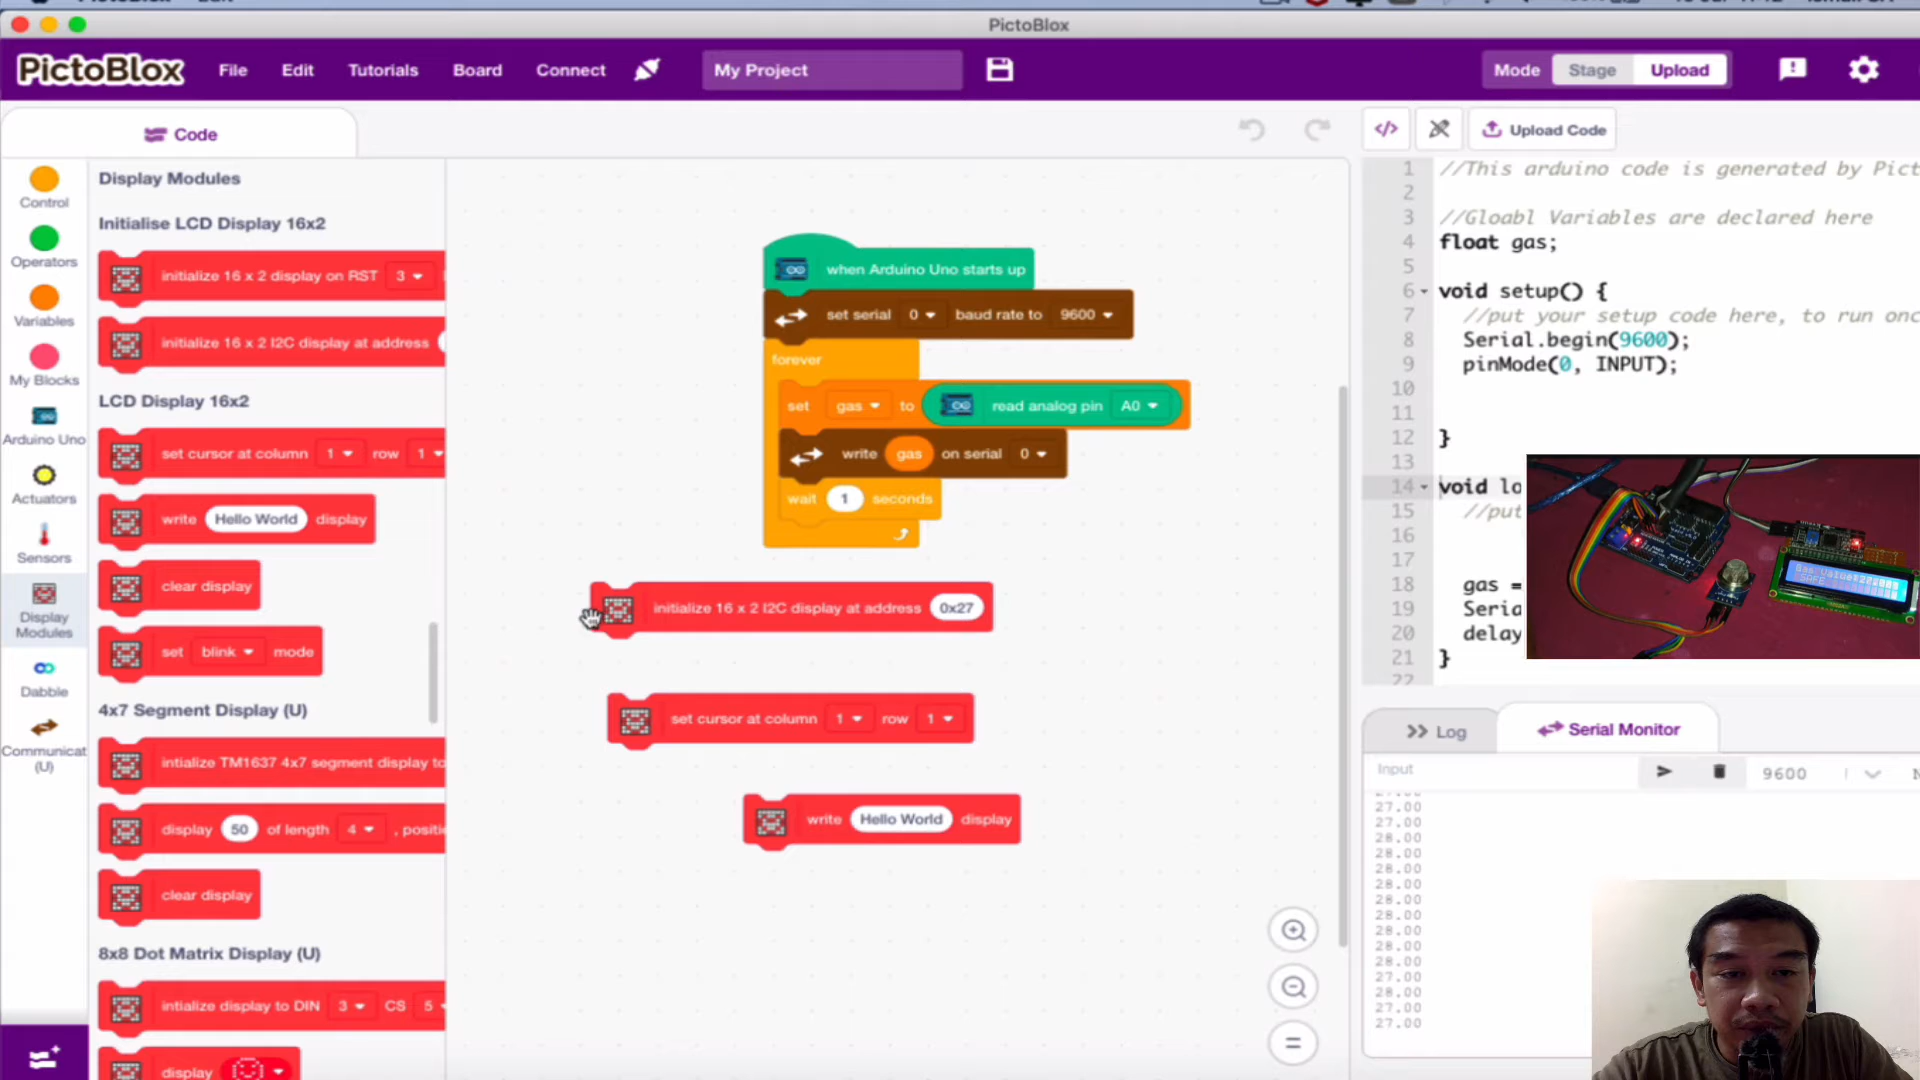 PictoBlox
PictoBlox
File
Edit
Tutorials
Board
Connect
My Project
Mode
Stage
Upload
Code
Upload Code
Control
Operators
Variables
My Blocks
Arduino Uno
Actuators
Sensors
Display
Modules
Dabble
Communicat
(U)
Display Modules
Initialise LCD Display 16x2
initialize 16 x 2 display on RST 3
initialize 16 x 2 I2C display at address
LCD Display 16x2
set cursor at column 1 row 1
write Hello World display
clear display
set blink mode
4x7 Segment Display (U)
intialize TM1637 4x7 segment display to
display 50 of length 4 , positi
clear display
8x8 Dot Matrix Display (U)
intialize display to DIN 3 CS 5
display
when Arduino Uno starts up
set serial 0 baud rate to 9600
forever
set gas to read analog pin A0
write gas on serial 0
wait 1 seconds
initialize 16 x 2 I2C display at address 0x27
set cursor at column 1 row 1
write Hello World display
1 //This arduino code is generated by Pict
2
3 //Gloabl Variables are declared here
4 float gas;
5
6 void setup() {
7 //put your setup code here, to run onc
8 Serial.begin(9600);
9 pinMode(0, INPUT);
10
11
12 }
13
14 void lo
15 //put
16
17
18 gas =
19 Seria
20 delay
21 }
22
Gas Value:
SAFE
Log
Serial Monitor
Input
9600
27.00
27.00
28.00
28.00
28.00
28.00
28.00
28.00
28.00
28.00
28.00
27.00
28.00
27.00
27.00